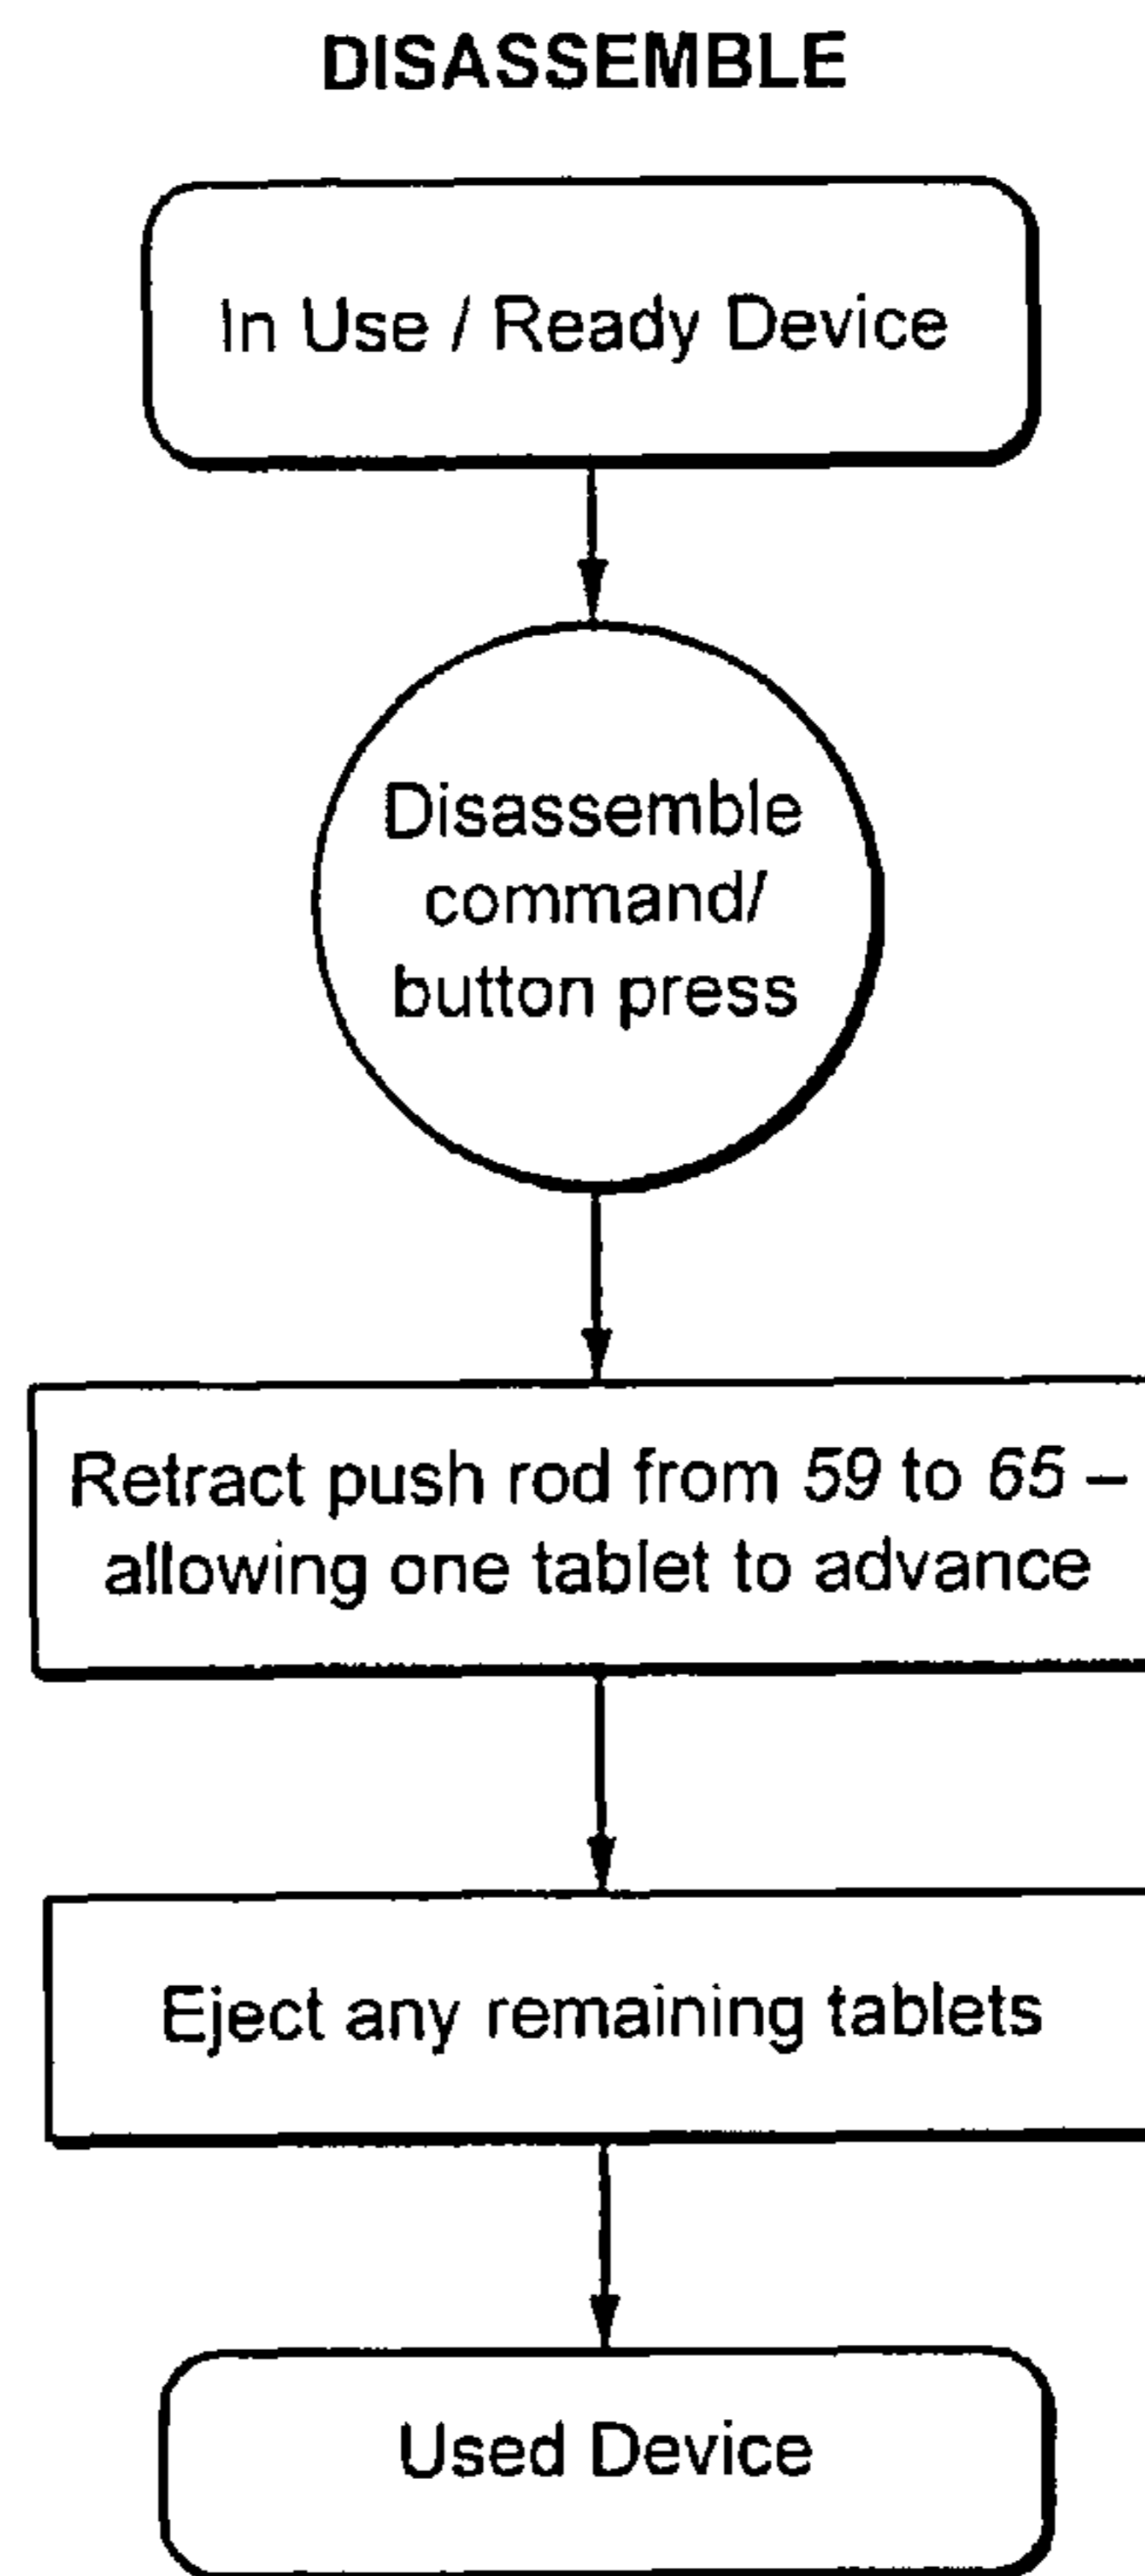 DISASSEMBLE
In Use / Ready Device
Disassemble
command/
button press
Retract push rod from 59 to 65 –
allowing one tablet to advance
Eject any remaining tablets
Used Device